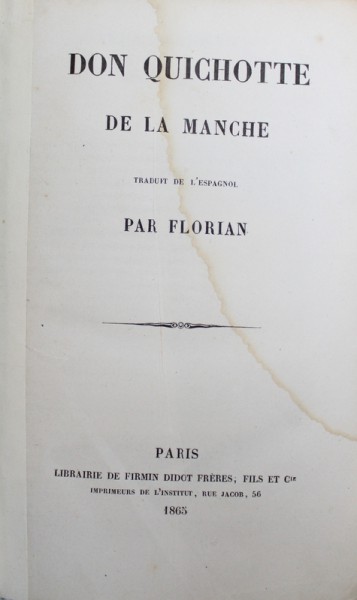 DON QUICHOTTE
DE LA MANCHE
TRADUIT DE L'ESPAGNOL
PAR FLORIAN
PARIS
LIBRAIRIE DE FIRMIN DIDOT FRÈRES, FILS ET Cie
IMPRIMEURS DE L'INSTITUT, RUE JACOB, 56
1865